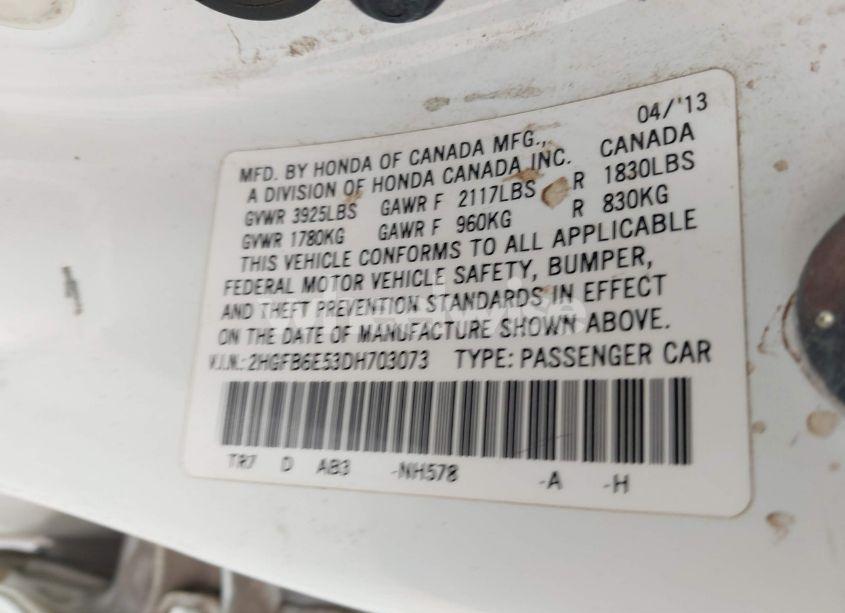 04/'13
MFD. BY HONDA OF CANADA MFG.,
A DIVISION OF HONDA CANADA INC. CANADA
GVWR 3925LBS GAWR F 2117LBS R 1830LBS
GVWR 1780KG GAWR F 960KG R 830KG
THIS VEHICLE CONFORMS TO ALL APPLICABLE
FEDERAL MOTOR VEHICLE SAFETY, BUMPER,
AND THEFT PREVENTION STANDARDS IN EFFECT
ON THE DATE OF MANUFACTURE SHOWN ABOVE.
V.I.N.: 2HGFB6E53DH703073 TYPE: PASSENGER CAR
TR7 D AB3 -NH578 -A -H